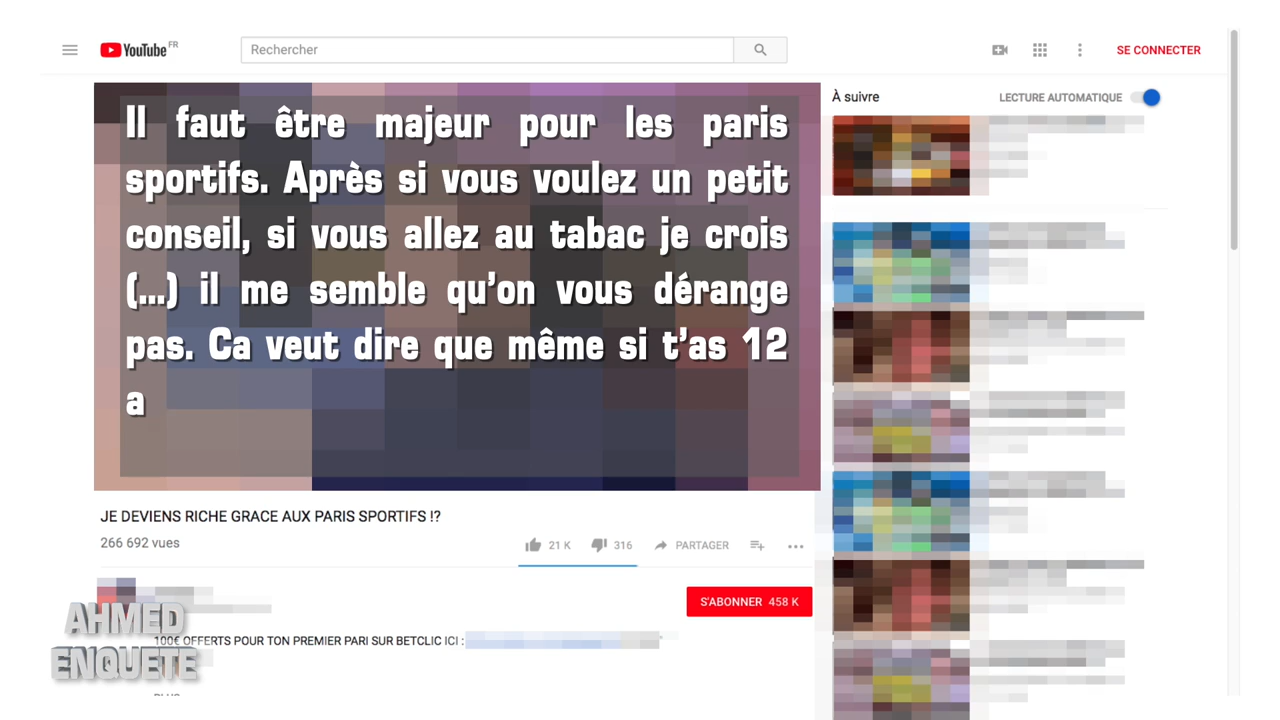 YouTube FR
Rechercher
SE CONNECTER
Il faut être majeur pour les paris
sportifs. Après si vous voulez un petit
conseil, si vous allez au tabac je crois
(...) il me semble qu'on vous dérange
pas. Ca veut dire que même si t'as 12
a
À suivre
LECTURE AUTOMATIQUE
JE DEVIENS RICHE GRACE AUX PARIS SPORTIFS !?
266 692 vues
21 K
316
PARTAGER
S'ABONNER 458 K
100€ OFFERTS POUR TON PREMIER PARI SUR BETCLIC ICI :
AHMED
ENQUETE
PLUS